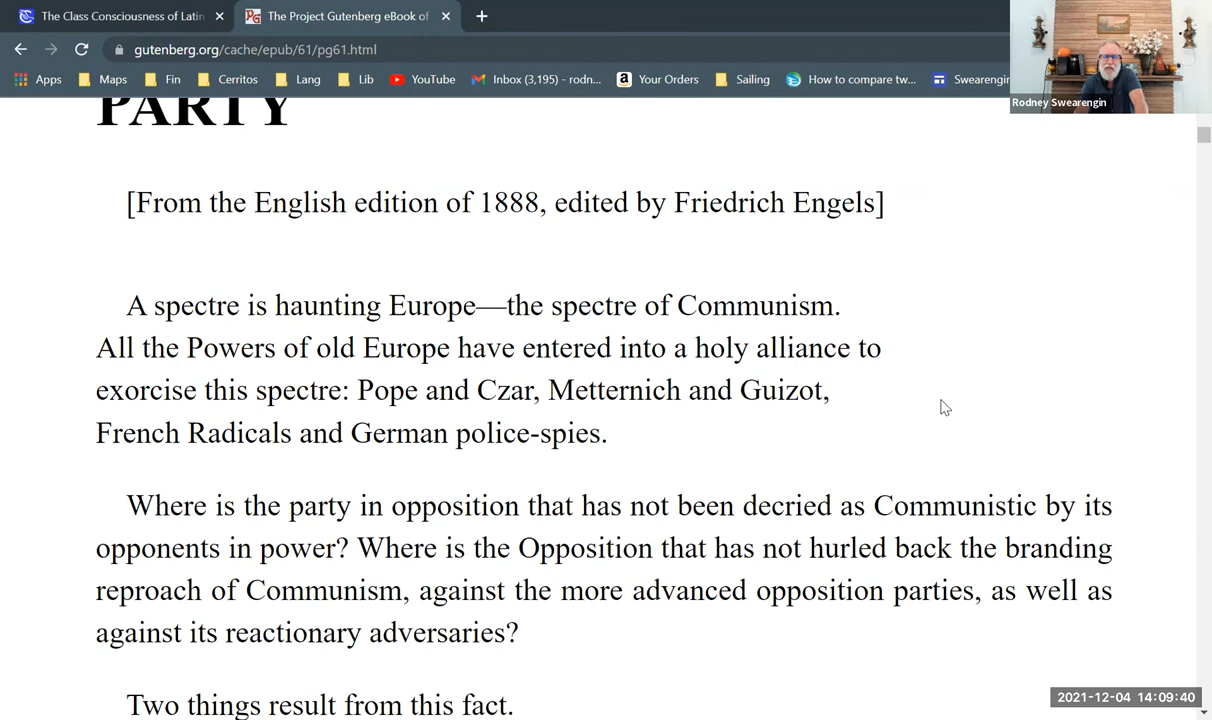 The Class Consciousness of Latin
The Project Gutenberg eBook of
gutenberg.org/cache/epub/61/pg61.html
Apps Maps Fin Cerritos Lang Lib YouTube Inbox (3,195) - rodn... Your Orders Sailing How to compare tw... Swearengin
Rodney Swearengin
PARTY
[From the English edition of 1888, edited by Friedrich Engels]
A spectre is haunting Europe—the spectre of Communism.
All the Powers of old Europe have entered into a holy alliance to
exorcise this spectre: Pope and Czar, Metternich and Guizot,
French Radicals and German police-spies.
Where is the party in opposition that has not been decried as Communistic by its
opponents in power? Where is the Opposition that has not hurled back the branding
reproach of Communism, against the more advanced opposition parties, as well as
against its reactionary adversaries?
Two things result from this fact.
2021-12-04 14:09:40